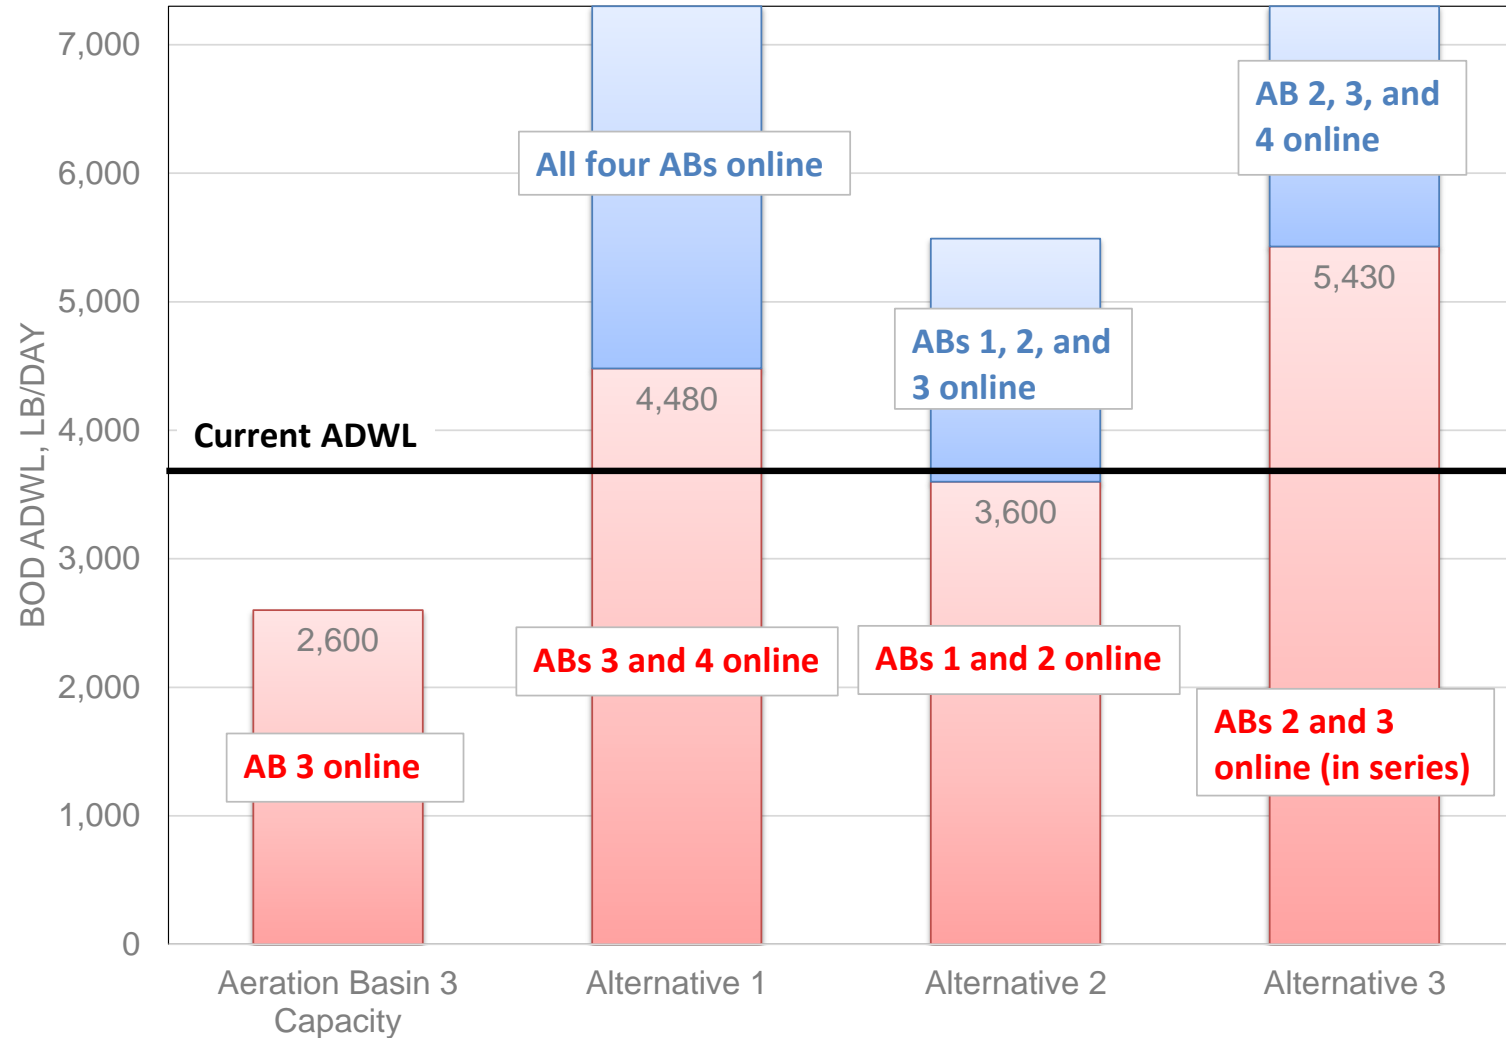 BOD ADWL, LB/DAY
7,000
6,000
5,000
4,000
3,000
2,000
1,000
0
Current ADWL
2,600
AB 3 online
All four ABs online
4,480
ABs 3 and 4 online
ABs 1, 2, and
3 online
3,600
ABs 1 and 2 online
AB 2, 3, and
4 online
5,430
ABs 2 and 3
online (in series)
Aeration Basin 3
Capacity
Alternative 1
Alternative 2
Alternative 3